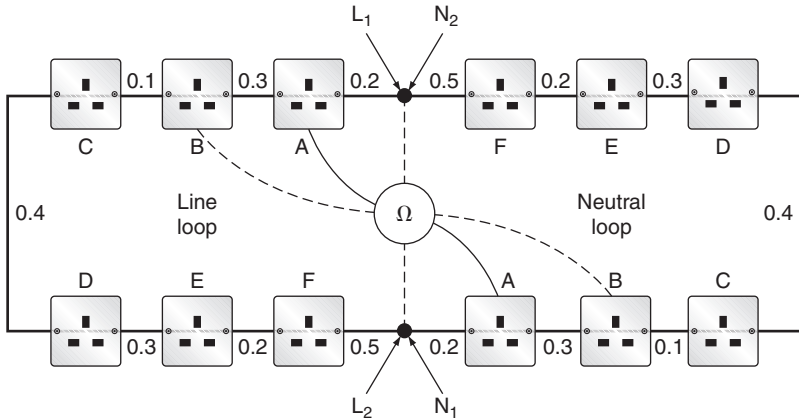 L₁ N₂
0.1 0.3 0.2 0.5 0.2 0.3
C B A F E D
0.4 Line loop Ω Neutral loop 0.4
D E F A B C
0.3 0.2 0.5 0.2 0.3 0.1
L₂ N₁